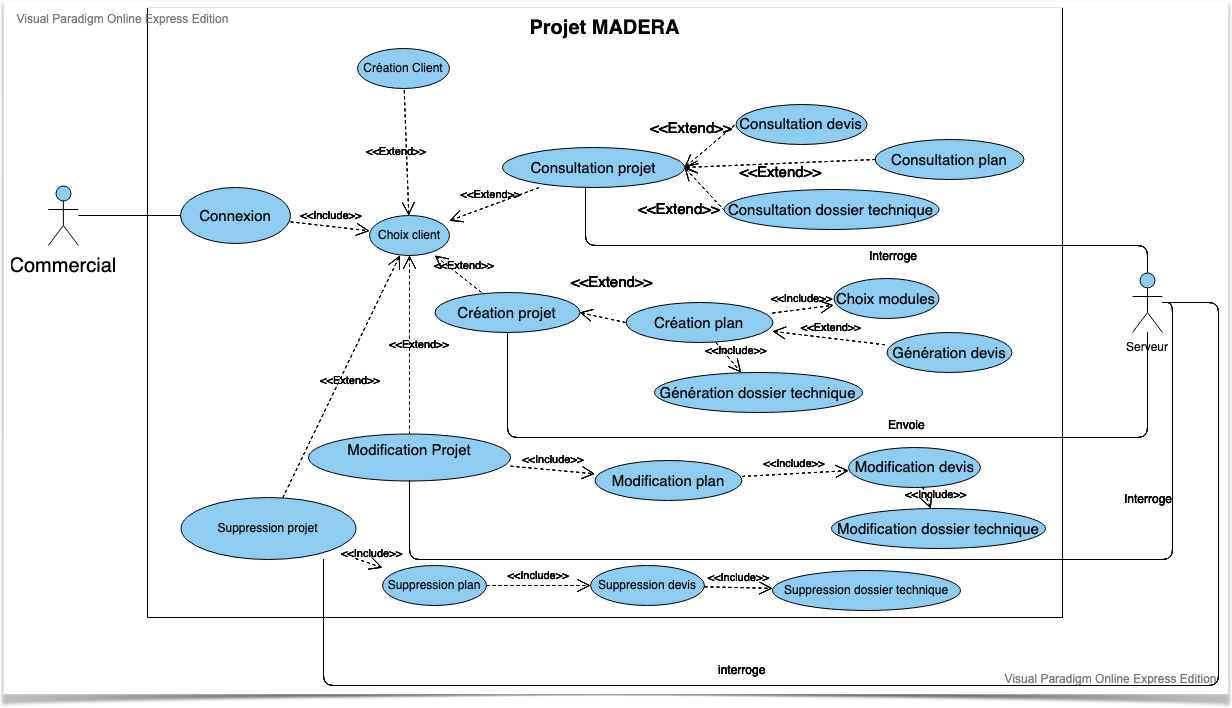 Visual Paradigm Online Express Edition
Projet MADERA
Création Client
<<Extend>>
Consultation devis
<<Extend>>
Consultation projet
Consultation plan
<<Extend>>
<<Extend>>
<<Extend>>
Consultation dossier technique
Connexion
<<Include>>
Choix client
Commercial
Interroge
<<Extend>>
<<Extend>>
Création projet
Création plan
<<Include>>
Choix modules
<<Extend>>
Serveur
<<Extend>>
<<Include>>
Génération devis
<<Extend>>
Génération dossier technique
Envoie
Modification Projet
<<Include>>
Modification plan
<<Include>>
Modification devis
<<Include>>
Interroge
Modification dossier technique
Suppression projet
<<Include>>
Suppression plan
<<Include>>
Suppression devis
<<Include>>
Suppression dossier technique
interroge
Visual Paradigm Online Express Edition